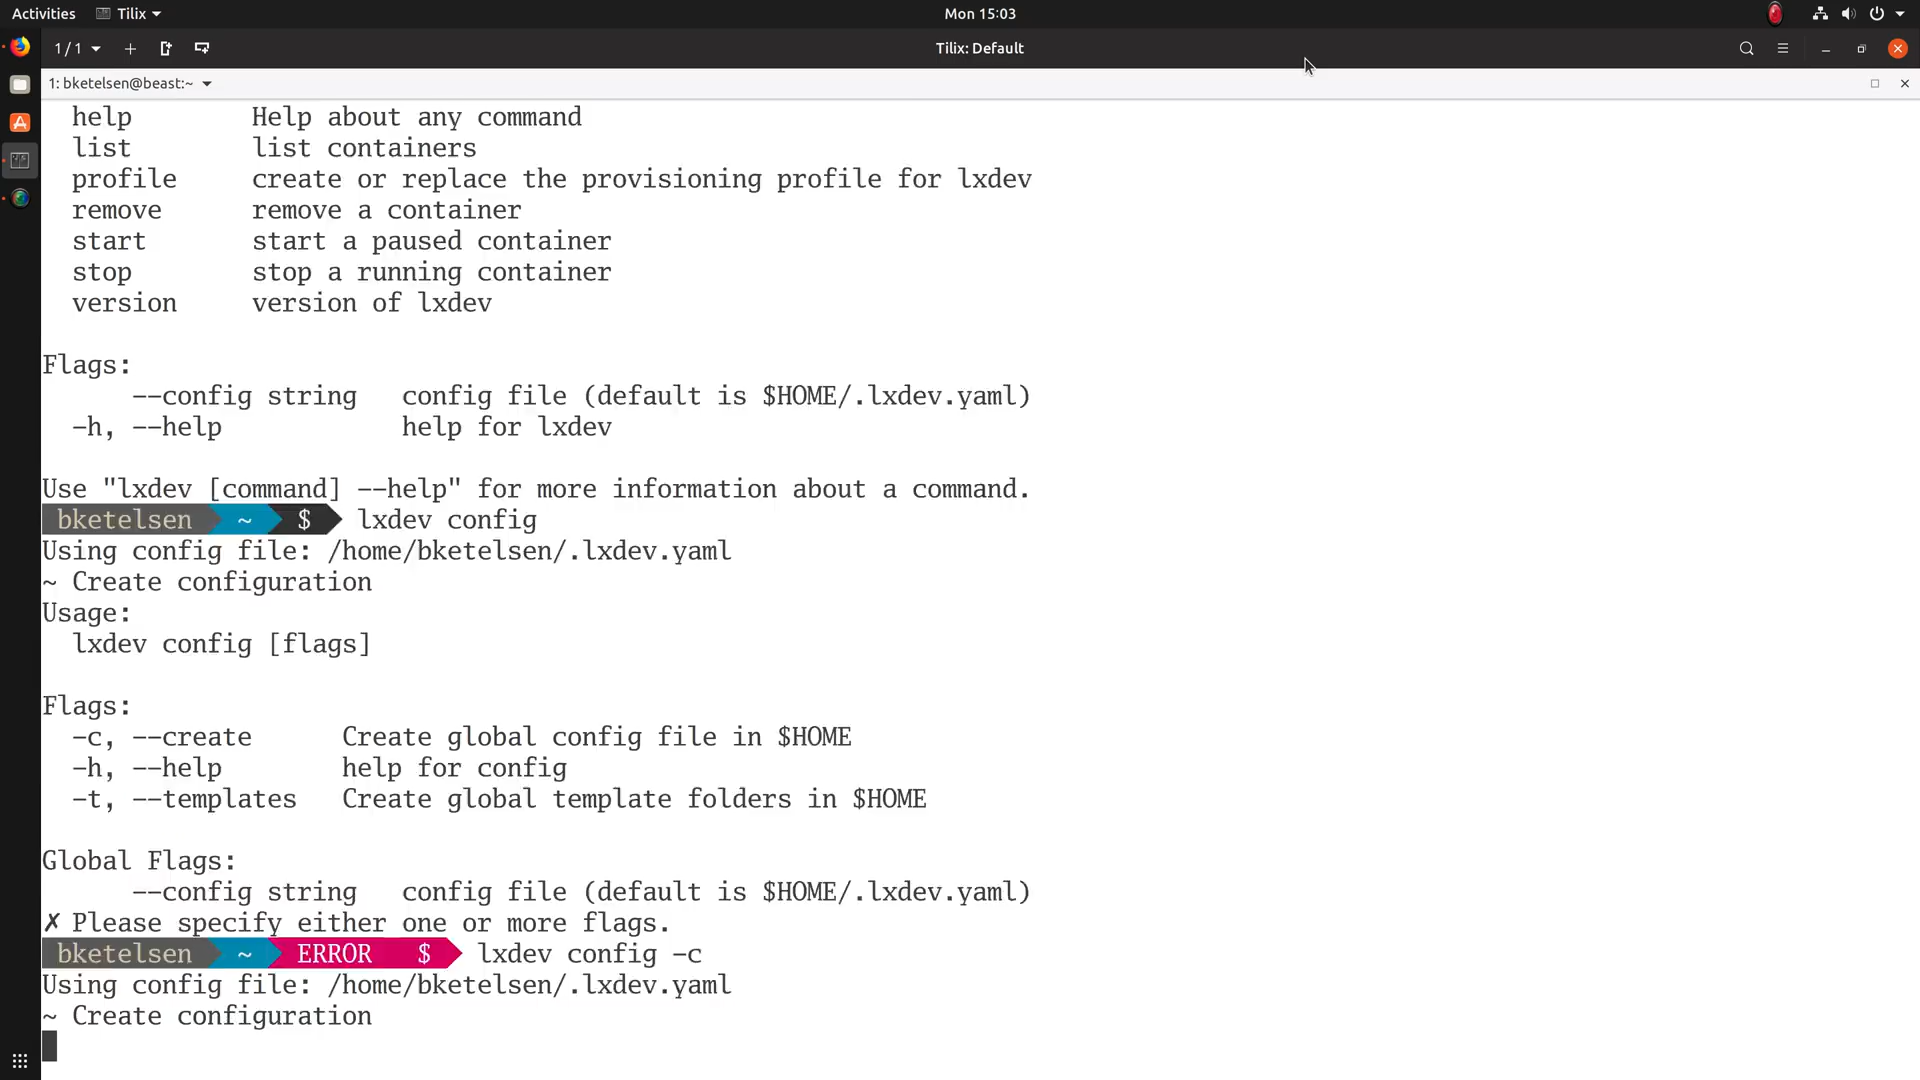 Activities Tilix Mon 15:03
1 / 1 Tilix: Default
1: bketelsen@beast:~
help Help about any command
list list containers
profile create or replace the provisioning profile for lxdev
remove remove a container
start start a paused container
stop stop a running container
version version of lxdev
Flags:
--config string config file (default is $HOME/.lxdev.yaml)
-h, --help help for lxdev
Use "lxdev [command] --help" for more information about a command.
bketelsen ~ $ lxdev config
Using config file: /home/bketelsen/.lxdev.yaml
~ Create configuration
Usage:
lxdev config [flags]
Flags:
-c, --create Create global config file in $HOME
-h, --help help for config
-t, --templates Create global template folders in $HOME
Global Flags:
--config string config file (default is $HOME/.lxdev.yaml)
✗ Please specify either one or more flags.
bketelsen ~ ERROR $ lxdev config -c
Using config file: /home/bketelsen/.lxdev.yaml
~ Create configuration